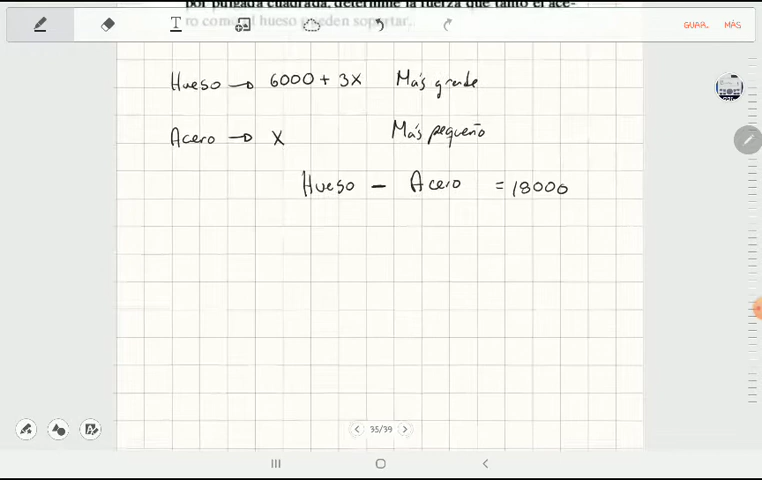 por pulgada cuadrada, determine la fuerza que tanto el ace-
ro como el hueso pueden soportar..
T
GUAR. MÁS
Hueso → 6000 + 3X Más grande
Acero → X Más pequeño
Hueso - Acero = 18000
35/39